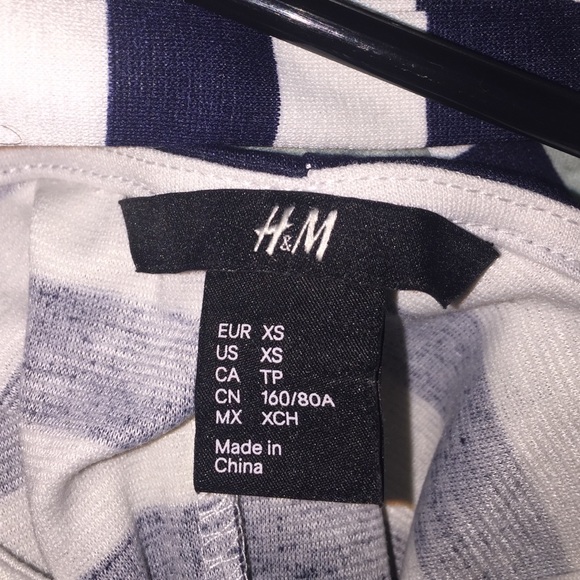 H&M
EUR XS
US XS
CA TP
CN 160/80A
MX XCH
Made in
China